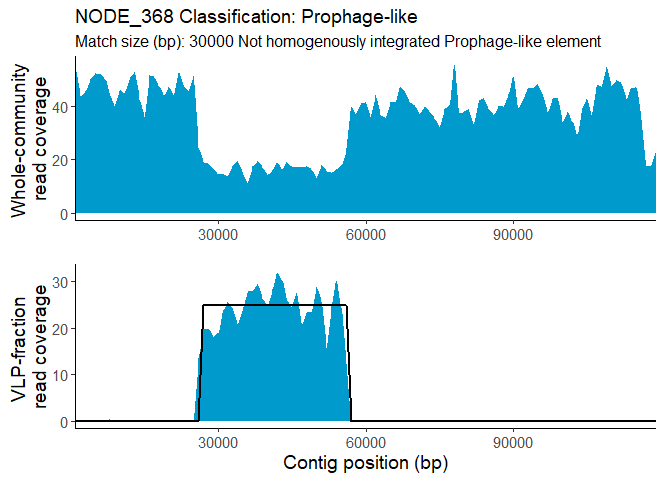 NODE_368 Classification: Prophage-like
Match size (bp): 30000 Not homogenously integrated Prophage-like element
Whole-community
read coverage
40
20
0
30000 60000 90000
VLP-fraction
read coverage
30
20
10
0
30000 60000 90000
Contig position (bp)